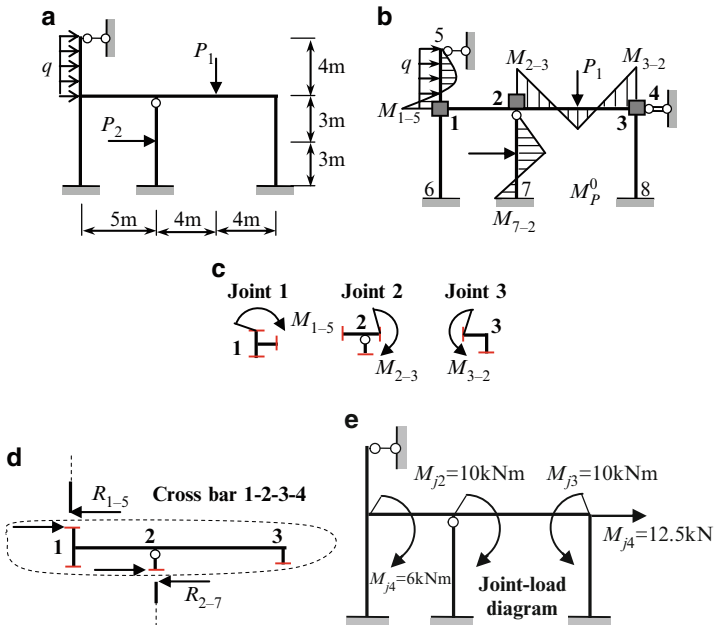 a
q
P1
P2
4m
3m
3m
5m
4m
4m
b
5
q
M2–3
P1
M3–2
4
M1–5
1
2
3
6
7
8
M7–2
M0P
c
Joint 1
Joint 2
Joint 3
M1–5
1
2
3
M2–3
M3–2
d
R1–5
Cross bar 1-2-3-4
1
2
3
R2–7
e
Mj2=10kNm
Mj3=10kNm
Mj4=12.5kN
Mj4=6kNm
Joint-load
diagram